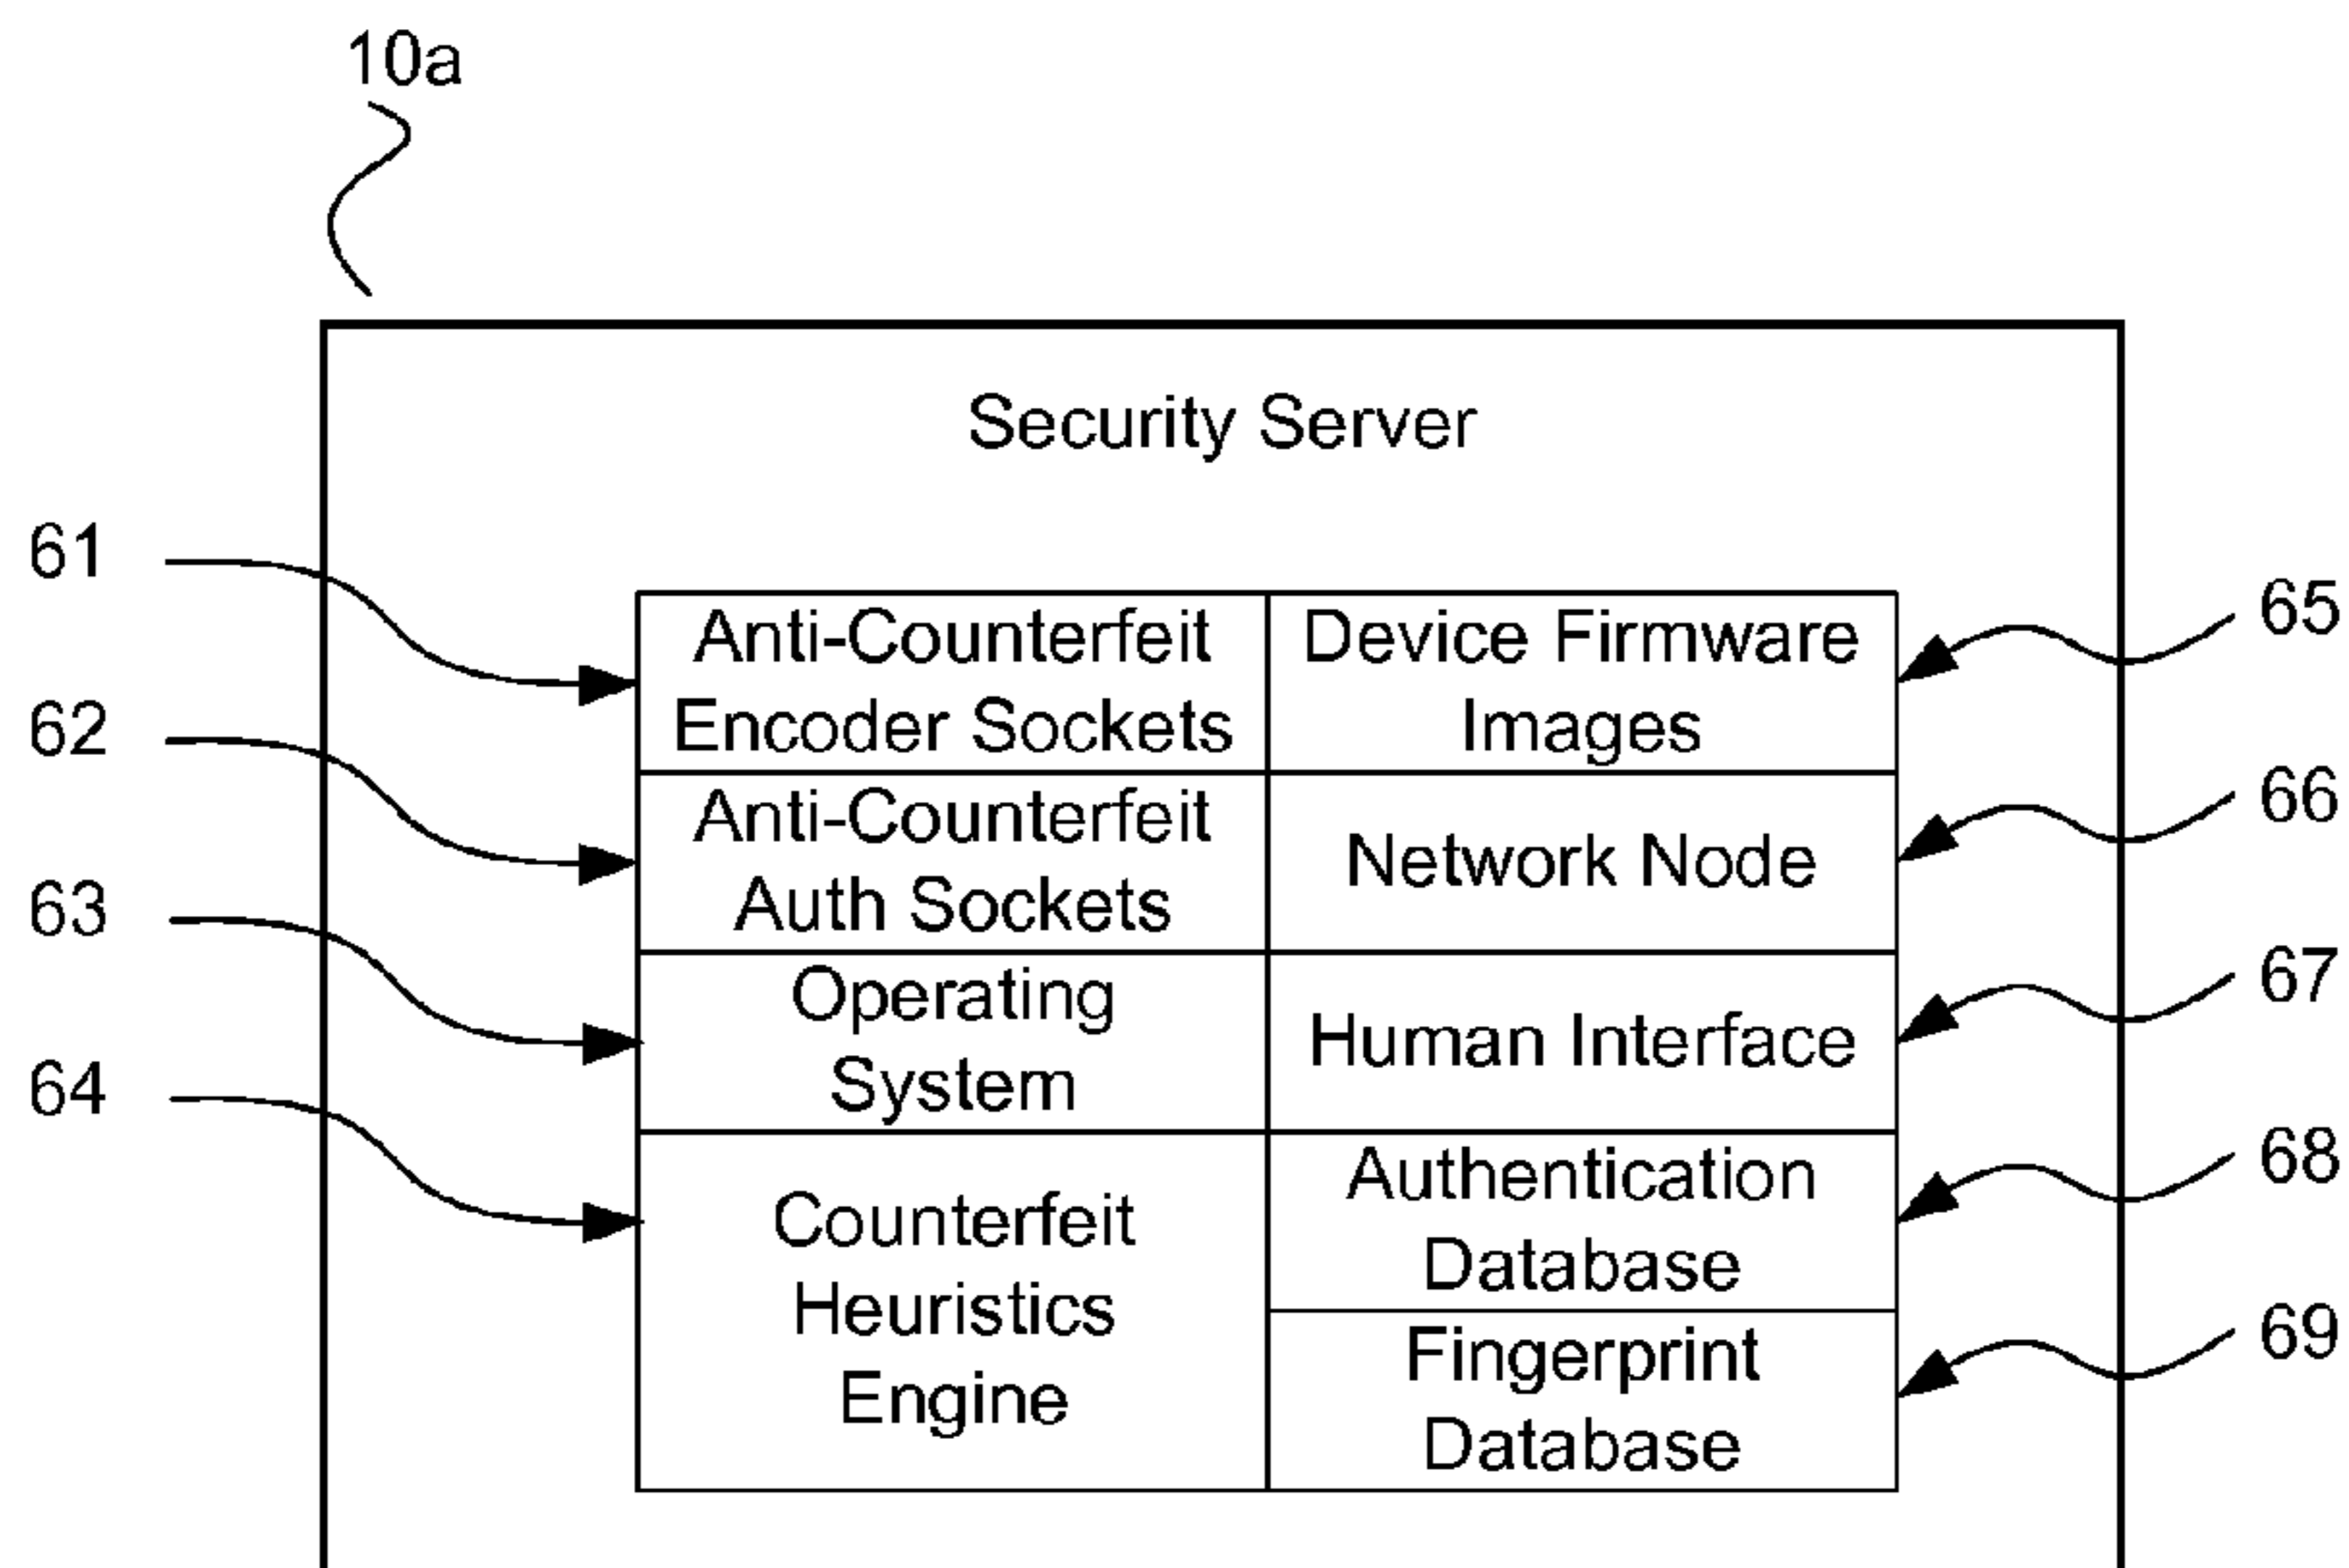 10a
Security Server
61
62
63
64
Anti-Counterfeit
Encoder Sockets
Anti-Counterfeit
Auth Sockets
Operating
System
Counterfeit
Heuristics
Engine
Device Firmware
Images
Network Node
Human Interface
Authentication
Database
Fingerprint
Database
65
66
67
68
69